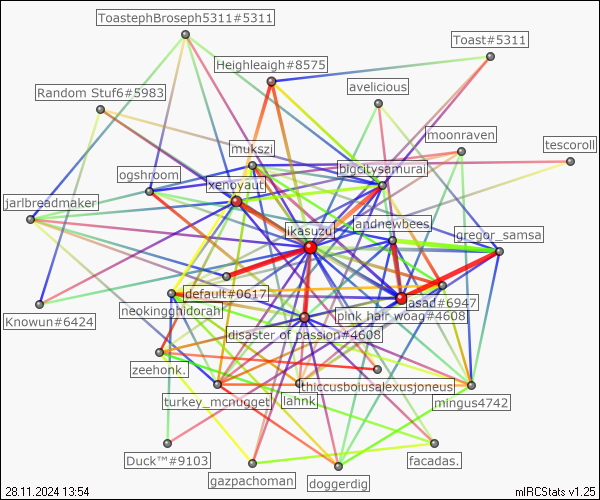 ToastephBroseph5311#5311
Toast#5311
Heighleigh#8575
avelicious
Random Stuf6#5983
moonraven
tescoroll
mukszi
bigcitysamurai
ogshroom
xenoyaut
jarlbreadmaker
ikasuzu
andnewbees
gregor_samsa
default#0617
asad#6947
neokingghidorah
pink hair woag#4608
Knowun#6424
disaster of passion#4608
zeehonk.
thiccusboiusalexusjoneus
turkey_mcnugget
lahnk
mingus4742
Duck™#9103
facadas.
gazpachoman
doggerdig
28.11.2024 13:54
mIRCStats v1.25